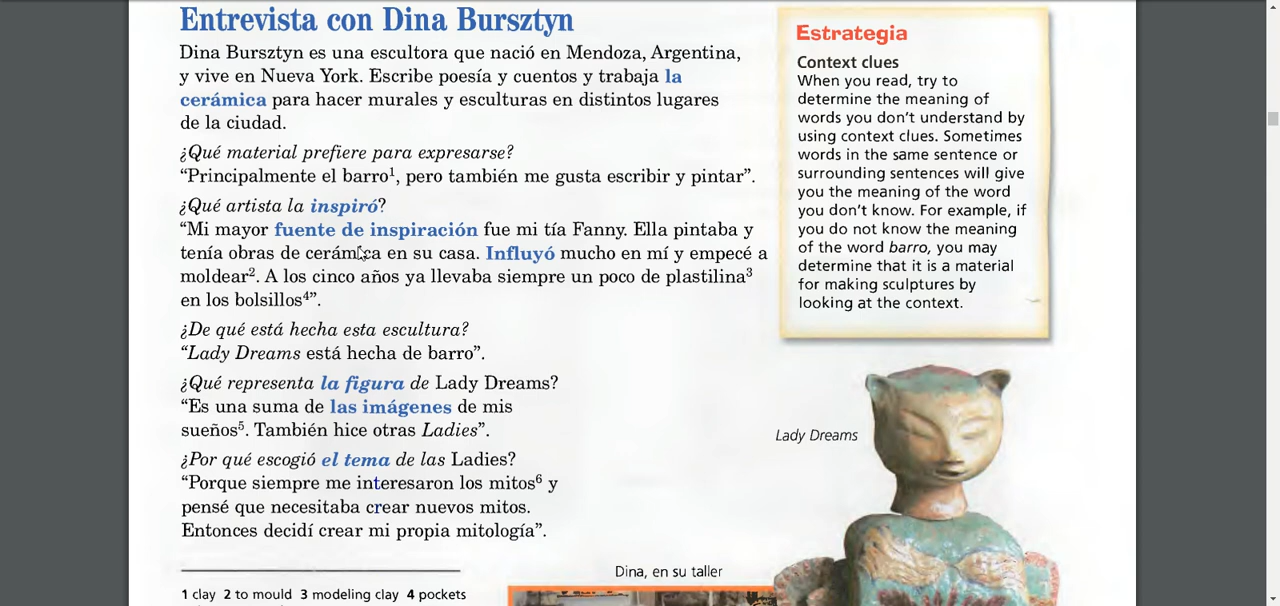 Entrevista con Dina Bursztyn
Dina Bursztyn es una escultora que nació en Mendoza, Argentina,
y vive en Nueva York. Escribe poesía y cuentos y trabaja la
cerámica para hacer murales y esculturas en distintos lugares
de la ciudad.
¿Qué material prefiere para expresarse?
“Principalmente el barro¹, pero también me gusta escribir y pintar”.
¿Qué artista la inspiró?
“Mi mayor fuente de inspiración fue mi tía Fanny. Ella pintaba y
tenía obras de cerámica en su casa. Influyó mucho en mí y empecé a
moldear². A los cinco años ya llevaba siempre un poco de plastilina³
en los bolsillos⁴”.
¿De qué está hecha esta escultura?
“Lady Dreams está hecha de barro”.
¿Qué representa la figura de Lady Dreams?
“Es una suma de las imágenes de mis
sueños⁵. También hice otras Ladies”.
¿Por qué escogió el tema de las Ladies?
“Porque siempre me interesaron los mitos⁶ y
pensé que necesitaba crear nuevos mitos.
Entonces decidí crear mi propia mitología”.
1 clay 2 to mould 3 modeling clay 4 pockets
Estrategia
Context clues
When you read, try to
determine the meaning of
words you don’t understand by
using context clues. Sometimes
words in the same sentence or
surrounding sentences will give
you the meaning of the word
you don’t know. For example, if
you do not know the meaning
of the word barro, you may
determine that it is a material
for making sculptures by
looking at the context.
Lady Dreams
Dina, en su taller